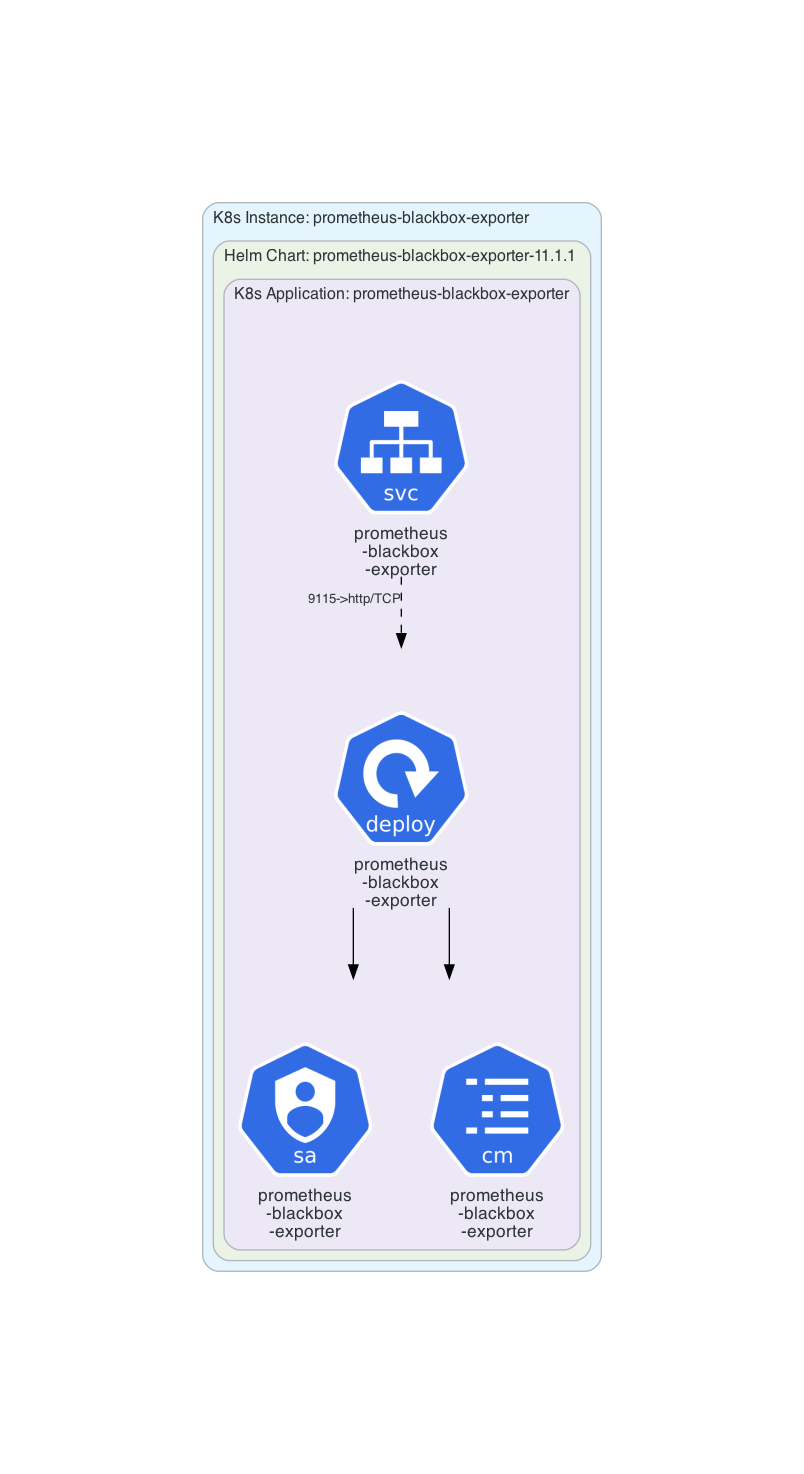 K8s Instance: prometheus-blackbox-exporter
Helm Chart: prometheus-blackbox-exporter-11.1.1
K8s Application: prometheus-blackbox-exporter
svc
prometheus
-blackbox
-exporter
9115->http/TCP
deploy
prometheus
-blackbox
-exporter
sa
prometheus
-blackbox
-exporter
cm
prometheus
-blackbox
-exporter